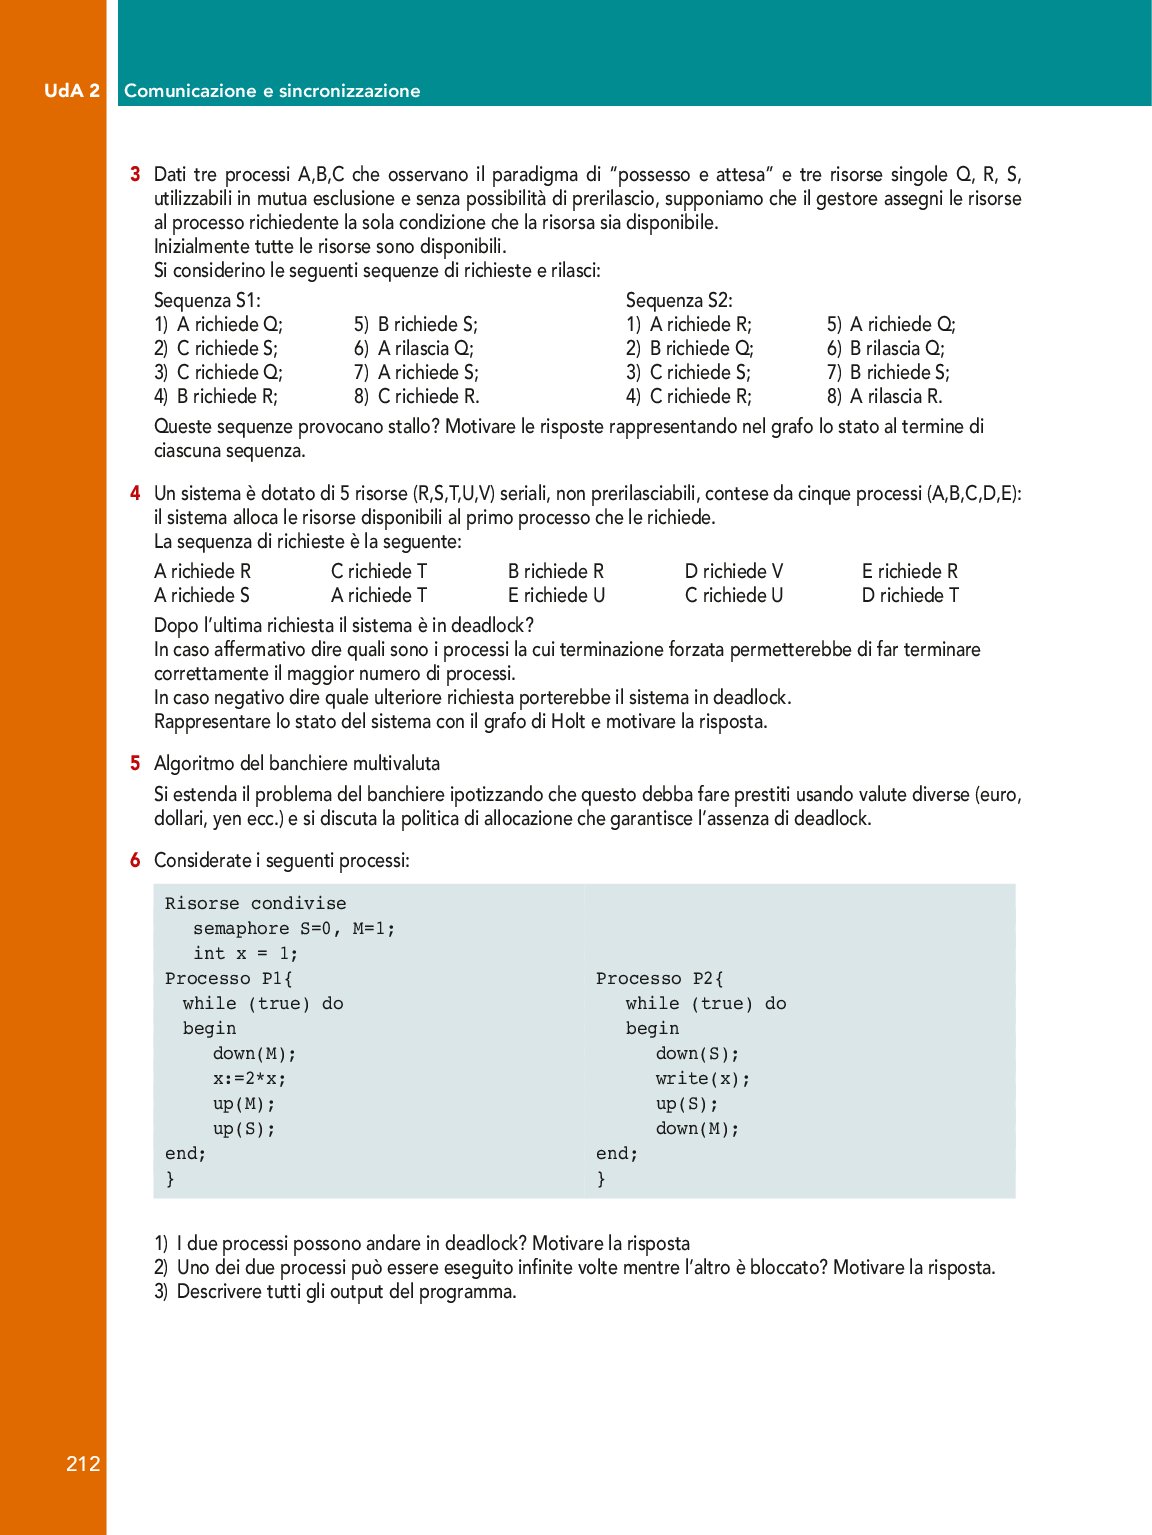 UdA 2 Comunicazione e sincronizzazione
3 Dati tre processi A,B,C che osservano il paradigma di “possesso e attesa” e tre risorse singole Q, R, S,
utilizzabili in mutua esclusione e senza possibilità di prerilascio, supponiamo che il gestore assegni le risorse
al processo richiedente la sola condizione che la risorsa sia disponibile.
Inizialmente tutte le risorse sono disponibili.
Si considerino le seguenti sequenze di richieste e rilasci:
Sequenza S1: Sequenza S2:
1) A richiede Q; 5) B richiede S; 1) A richiede R; 5) A richiede Q;
2) C richiede S; 6) A rilascia Q; 2) B richiede Q; 6) B rilascia Q;
3) C richiede Q; 7) A richiede S; 3) C richiede S; 7) B richiede S;
4) B richiede R; 8) C richiede R. 4) C richiede R; 8) A rilascia R.
Queste sequenze provocano stallo? Motivare le risposte rappresentando nel grafo lo stato al termine di
ciascuna sequenza.
4 Un sistema è dotato di 5 risorse (R,S,T,U,V) seriali, non prerilasciabili, contese da cinque processi (A,B,C,D,E):
il sistema alloca le risorse disponibili al primo processo che le richiede.
La sequenza di richieste è la seguente:
A richiede R C richiede T B richiede R D richiede V E richiede R
A richiede S A richiede T E richiede U C richiede U D richiede T
Dopo l’ultima richiesta il sistema è in deadlock?
In caso affermativo dire quali sono i processi la cui terminazione forzata permetterebbe di far terminare
correttamente il maggior numero di processi.
In caso negativo dire quale ulteriore richiesta porterebbe il sistema in deadlock.
Rappresentare lo stato del sistema con il grafo di Holt e motivare la risposta.
5 Algoritmo del banchiere multivaluta
Si estenda il problema del banchiere ipotizzando che questo debba fare prestiti usando valute diverse (euro,
dollari, yen ecc.) e si discuta la politica di allocazione che garantisce l’assenza di deadlock.
6 Considerate i seguenti processi:
Risorse condivise
semaphore S=0, M=1;
int x = 1;
Processo P1{ Processo P2{
while (true) do while (true) do
begin begin
down(M); down(S);
x:=2*x; write(x);
up(M); up(S);
up(S); down(M);
end; end;
} }
1) I due processi possono andare in deadlock? Motivare la risposta
2) Uno dei due processi può essere eseguito infinite volte mentre l’altro è bloccato? Motivare la risposta.
3) Descrivere tutti gli output del programma.
212